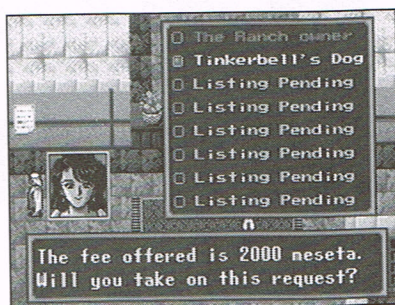 The Ranch owner
Tinkerbell's Dog
Listing Pending
Listing Pending
Listing Pending
Listing Pending
Listing Pending
Listing Pending
The fee offered is 2000 meseta.
Will you take on this request?